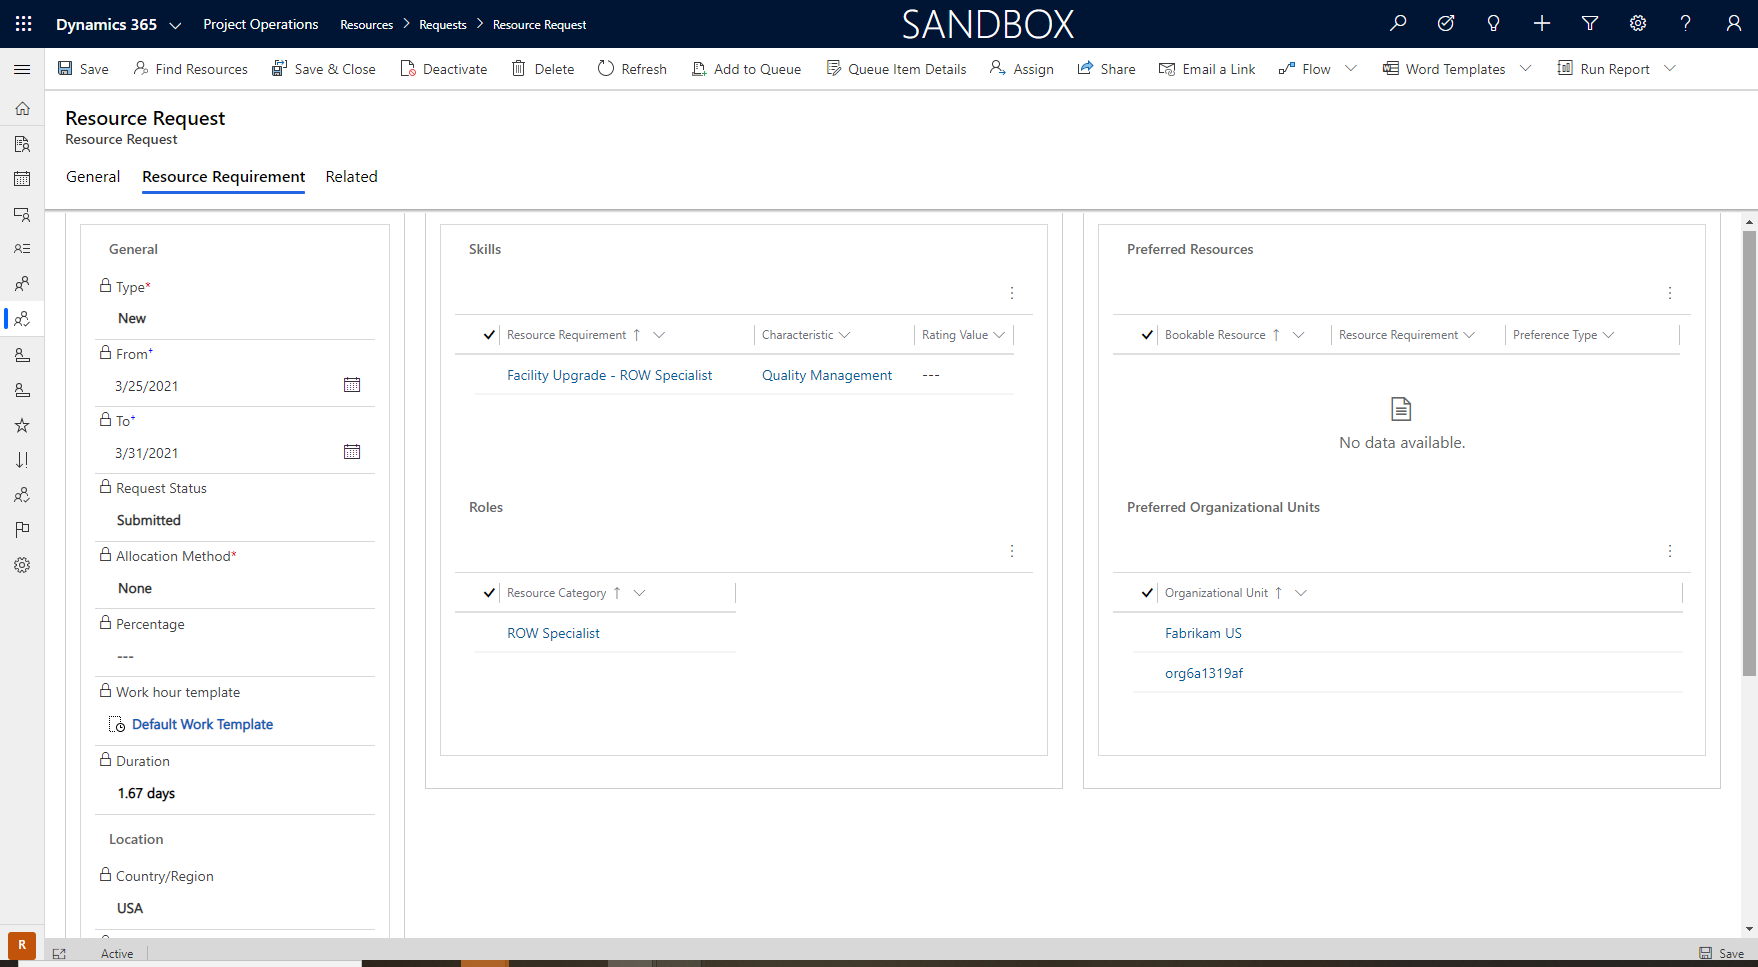 Dynamics 365 Project Operations Resources > Requests > Resource Request SANDBOX
Save Find Resources Save & Close Deactivate Delete Refresh Add to Queue Queue Item Details Assign Share Email a Link Flow Word Templates Run Report
Resource Request
Resource Request
General Resource Requirement Related
General
Type*
New
From+
3/25/2021
To+
3/31/2021
Request Status
Submitted
Allocation Method*
None
Percentage
---
Work hour template
Default Work Template
Duration
1.67 days
Location
Country/Region
USA
Skills
Resource Requirement ↑ Characteristic Rating Value
Facility Upgrade - ROW Specialist Quality Management ---
Roles
Resource Category ↑
ROW Specialist
Preferred Resources
Bookable Resource ↑ Resource Requirement Preference Type
No data available.
Preferred Organizational Units
Organizational Unit ↑
Fabrikam US
org6a1319af
R
Active
Save